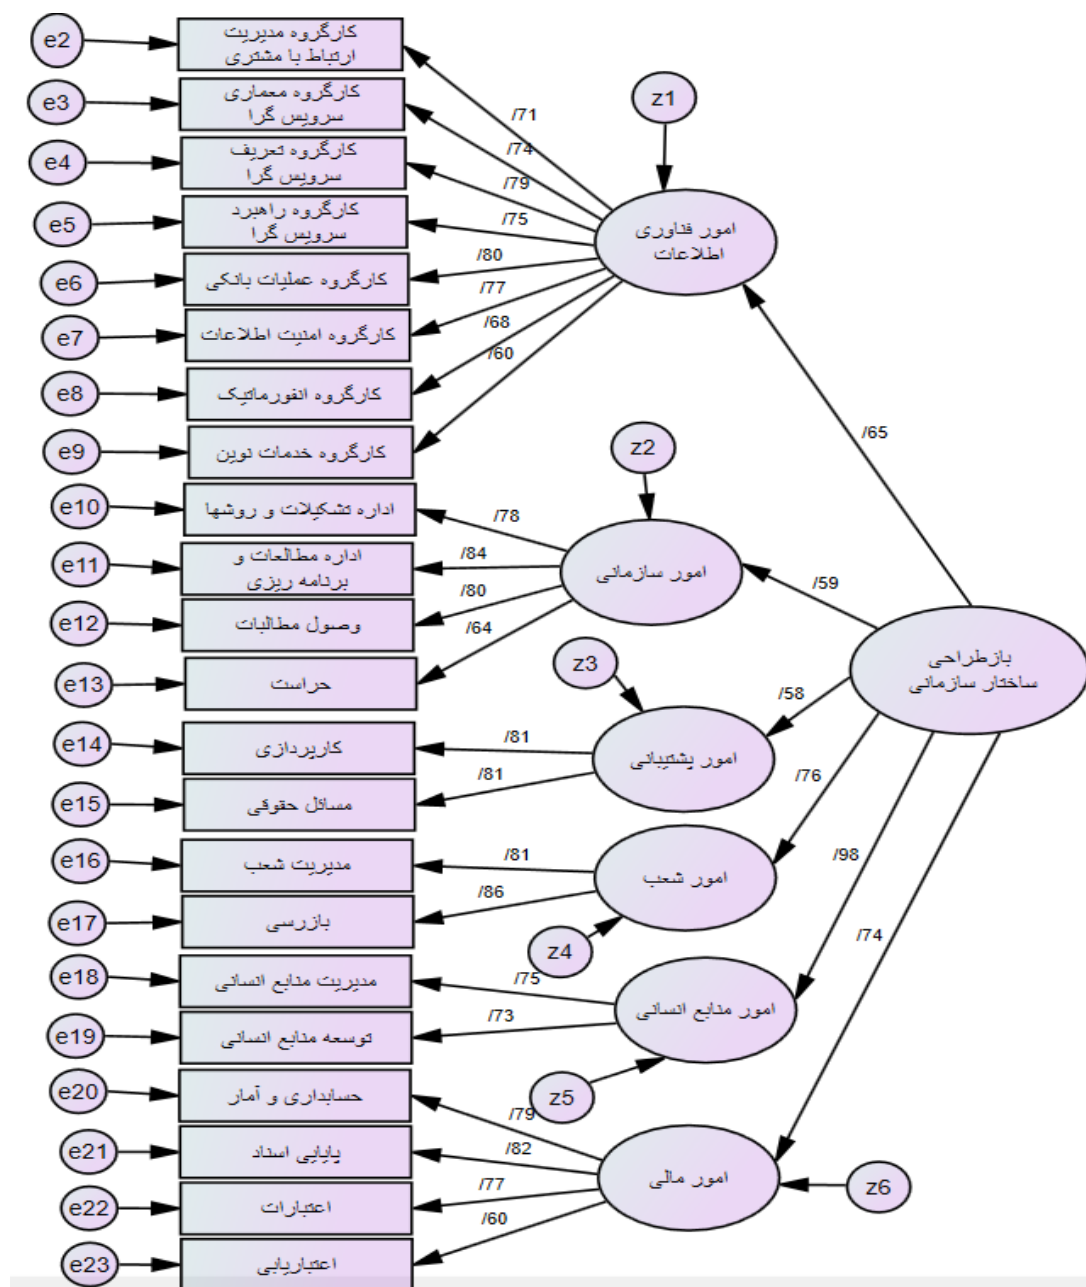 e2
کارگروه مدیریت
ارتباط با مشتری
/71
z1
e3
کارگروه معماری
سرویس گرا
/74
e4
کارگروه تعریف
سرویس گرا
/79
e5
کارگروه راهبرد
سرویس گرا
/75
امور فناوری
اطلاعات
e6
کارگروه عملیات بانکی
/80
e7
کارگروه امنیت اطلاعات
/77
e8
کارگروه انفورماتیک
/68
e9
کارگروه خدمات نوین
/60
/65
z2
e10
اداره تشکیلات و روشها
/78
e11
اداره مطالعات و
برنامه ریزی
/84
امور سازمانی
/59
e12
وصول مطالبات
/80
e13
حراست
/64
بازطراحی
ساختار سازمانی
z3
/58
e14
کارپردازی
/81
امور پشتیبانی
e15
مسائل حقوقی
/81
/76
e16
مدیریت شعب
/81
امور شعب
/98
e17
بازرسی
/86
z4
/74
e18
مدیریت منابع انسانی
/75
امور منابع انسانی
e19
توسعه منابع انسانی
/73
z5
e20
حسابداری و آمار
/79
e21
پایایی اسناد
/82
امور مالی
z6
e22
اعتبارات
/77
e23
اعتباریابی
/60